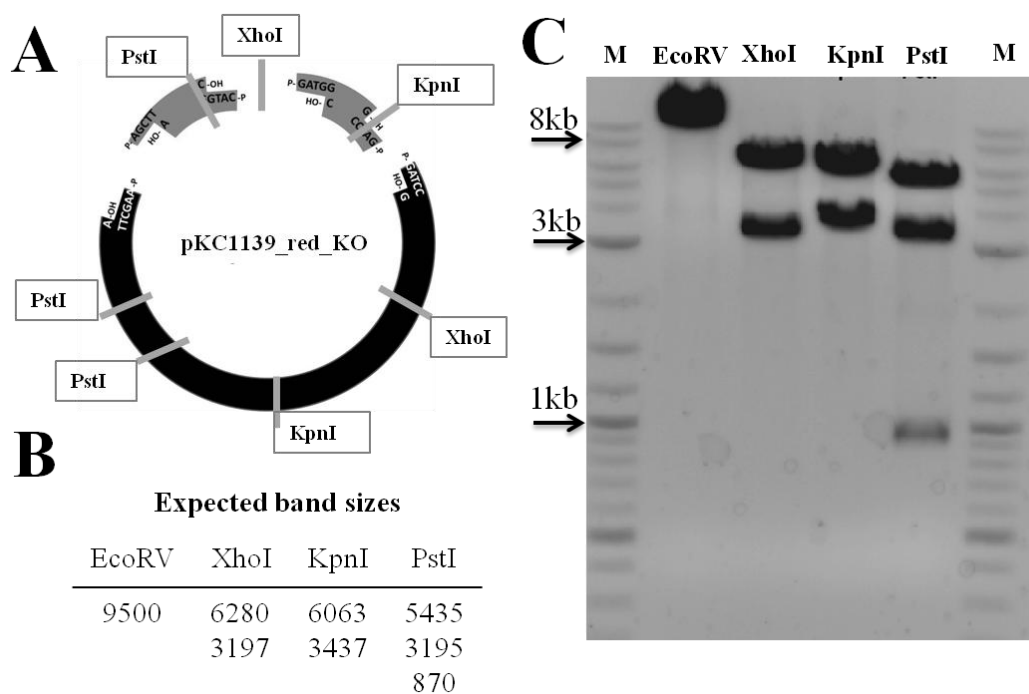 A
PstI
XhoI
KpnI
P-AGCTT
HO-A
C-OH
GTAC-P
P-GATGG
HO-C
CC AG-P
P-GATCC
HO-G
A-OH
TTCGAA-P
pKC1139_red_KO
PstI
PstI
XhoI
KpnI
B
Expected band sizes
EcoRV XhoI KpnI PstI
9500 6280 6063 5435
3197 3437 3195
870
C
M EcoRV XhoI KpnI PstI M
8kb
3kb
1kb